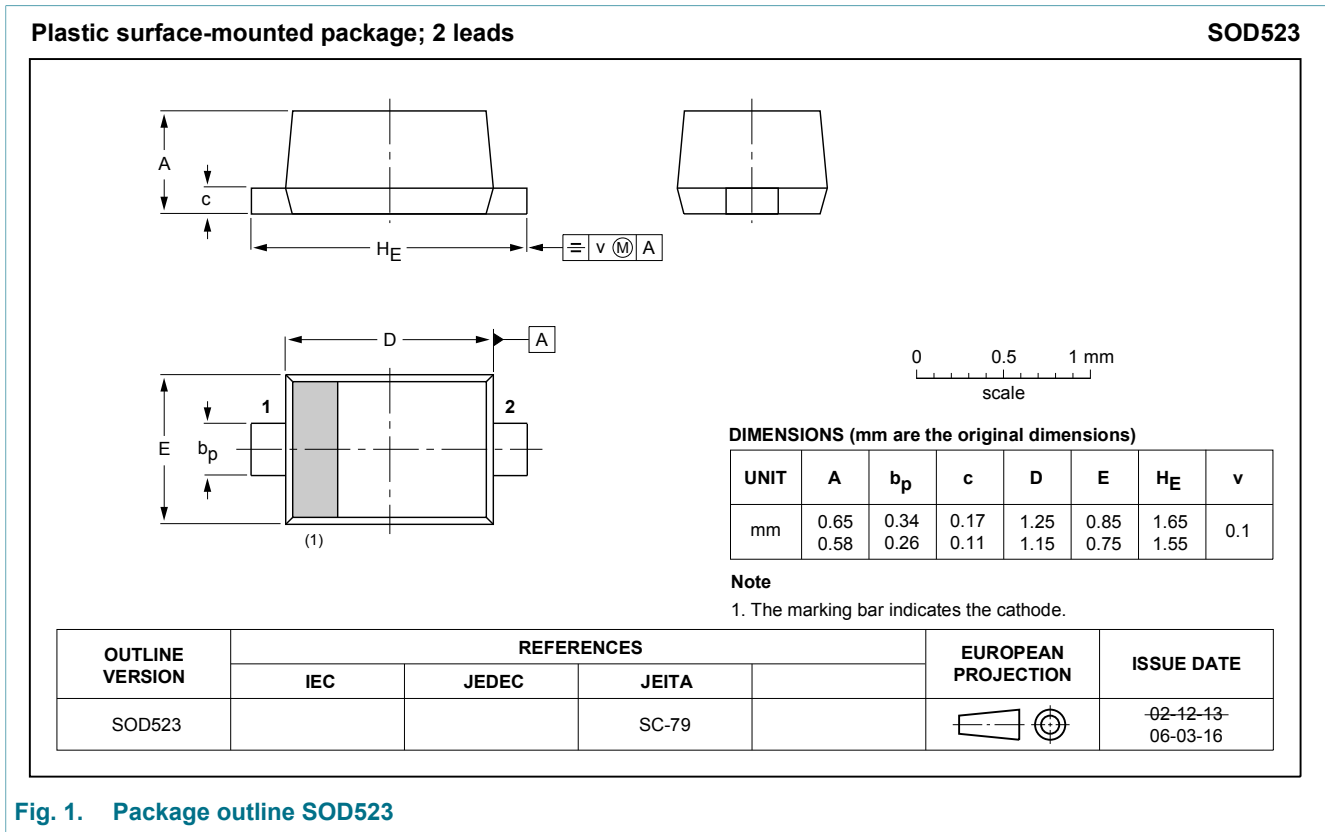 Plastic surface-mounted package; 2 leads SOD523
A
c
HE
v M A
D
A
1
2
E
bp
(1)
0 0.5 1 mm
scale
DIMENSIONS (mm are the original dimensions)
UNIT A bp c D E HE v
mm 0.65 0.58 0.34 0.26 0.17 0.11 1.25 1.15 0.85 0.75 1.65 1.55 0.1
Note
1. The marking bar indicates the cathode.
OUTLINE VERSION REFERENCES EUROPEAN PROJECTION ISSUE DATE
IEC JEDEC JEITA
SOD523 SC-79 02-12-13
06-03-16
Fig. 1. Package outline SOD523